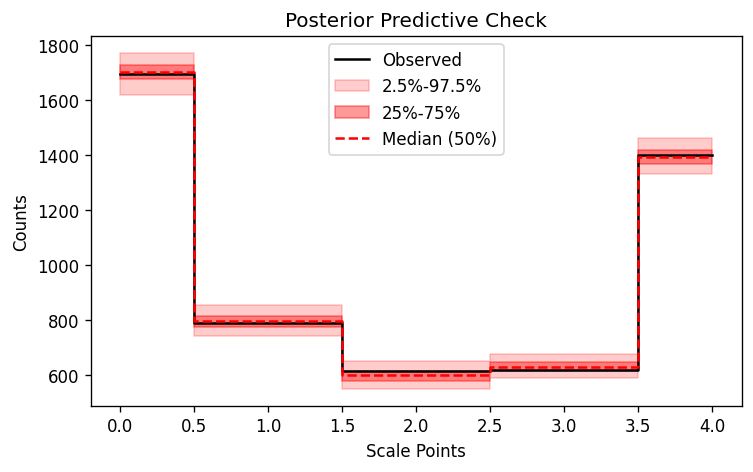 Posterior Predictive Check
Counts
1800
1600
1400
1200
1000
800
600
Observed
2.5%-97.5%
25%-75%
Median (50%)
0.0 0.5 1.0 1.5 2.0 2.5 3.0 3.5 4.0
Scale Points